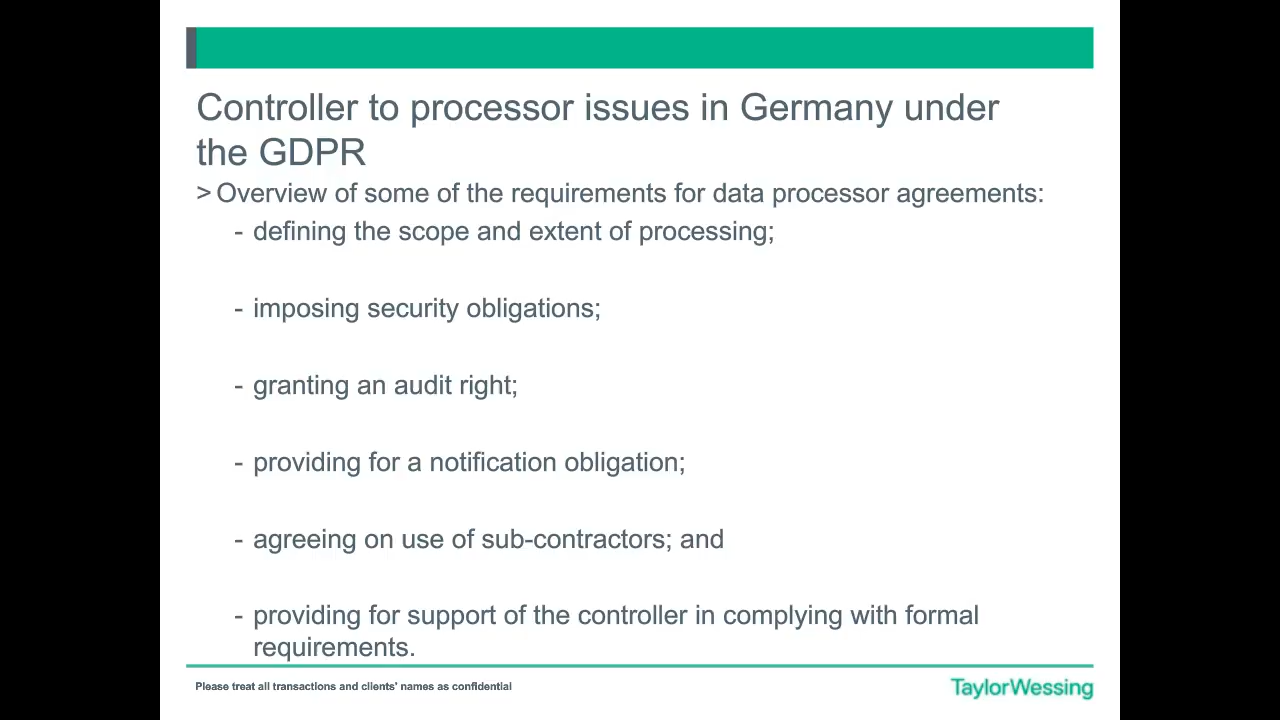 Controller to processor issues in Germany under
the GDPR
> Overview of some of the requirements for data processor agreements:
- defining the scope and extent of processing;
- imposing security obligations;
- granting an audit right;
- providing for a notification obligation;
- agreeing on use of sub-contractors; and
- providing for support of the controller in complying with formal
requirements.
Please treat all transactions and clients' names as confidential
TaylorWessing